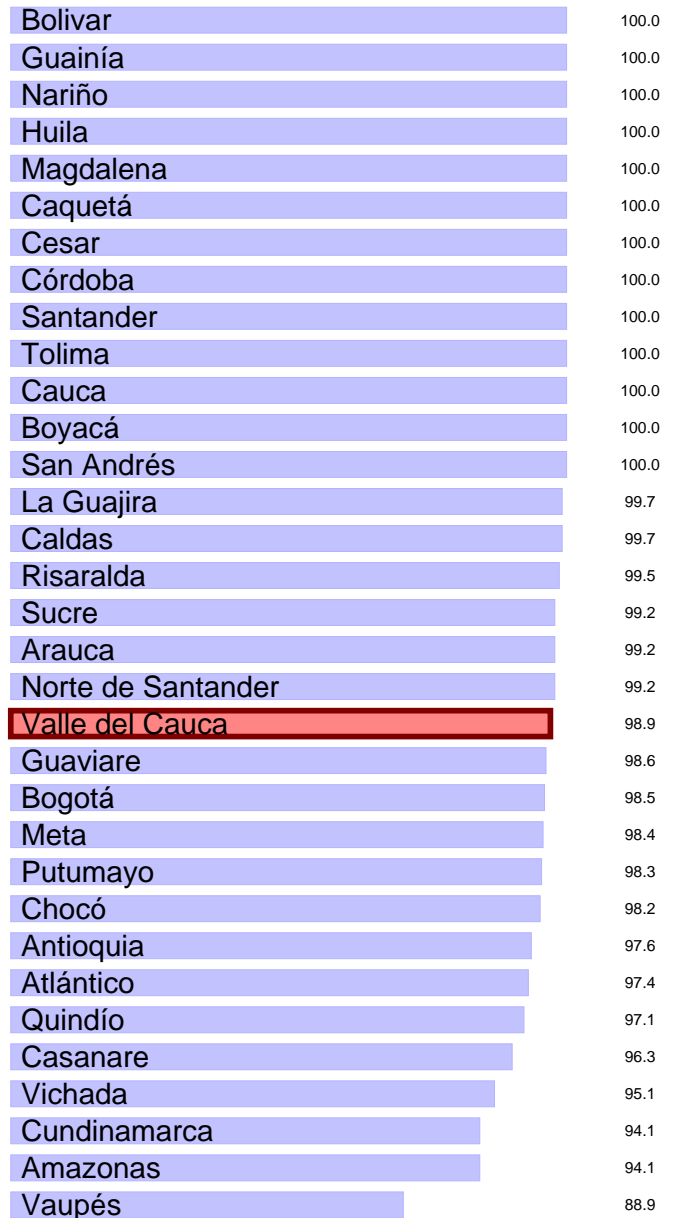 Bolivar 100.0
Guainía 100.0
Nariño 100.0
Huila 100.0
Magdalena 100.0
Caquetá 100.0
Cesar 100.0
Córdoba 100.0
Santander 100.0
Tolima 100.0
Cauca 100.0
Boyacá 100.0
San Andrés 100.0
La Guajira 99.7
Caldas 99.7
Risaralda 99.5
Sucre 99.2
Arauca 99.2
Norte de Santander 99.2
Valle del Cauca 98.9
Guaviare 98.6
Bogotá 98.5
Meta 98.4
Putumayo 98.3
Chocó 98.2
Antioquia 97.6
Atlántico 97.4
Quindío 97.1
Casanare 96.3
Vichada 95.1
Cundinamarca 94.1
Amazonas 94.1
Vaupés 88.9